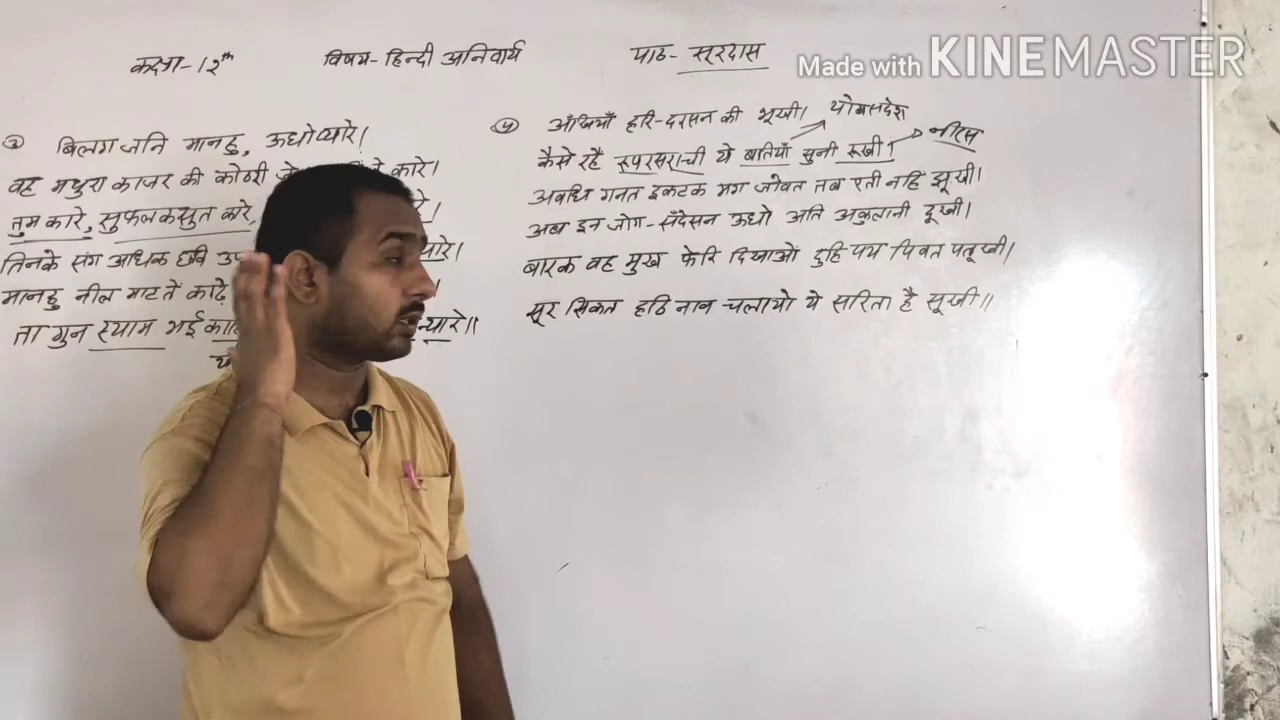 Made with KINEMASTER
कक्षा-12th विषय-हिन्दी अनिवार्य पाठ- सूरदास
③ बिलग जनि मानहु, ऊधो प्यारे!
वह मथुरा काजर की कोठरी जे ते कारे।
तुम कारे, सुफलकसुत कारे,
तिनके संग अधिक छवि उप यारे।
मानहु नील माट तें काढ़े
ता गुन स्याम भई का न्यारे॥
④ अँखियाँ हरि-दरसन की भूखी। योगसंदेश
कैसे रहै रूपरसराची ये बतियाँ सुनी रूखी। नीरस
अवधि गनत इकटक मग जोवत तब एती नहिं झूखी।
अब इन जोग-सँदेसन ऊधो अति अकुलानी दूखी।
बारक वह मुख फेरि दिखाओ दुहि पय पिवत पतूखी।
सूर सिकत हठि नाव चलायो ये सरिता है सूखी॥